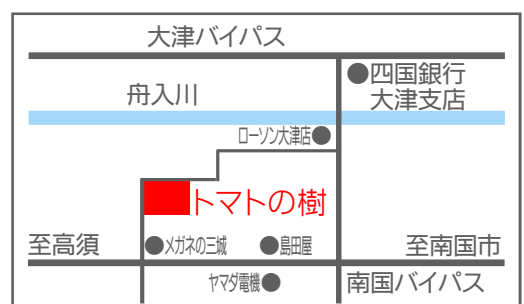 大津バイパス
●四国銀行
大津支店
舟入川
ローソン大津店●
トマトの樹
至高須
●メガネの三城
●島田屋
至南国市
ヤマダ電機●
南国バイパス